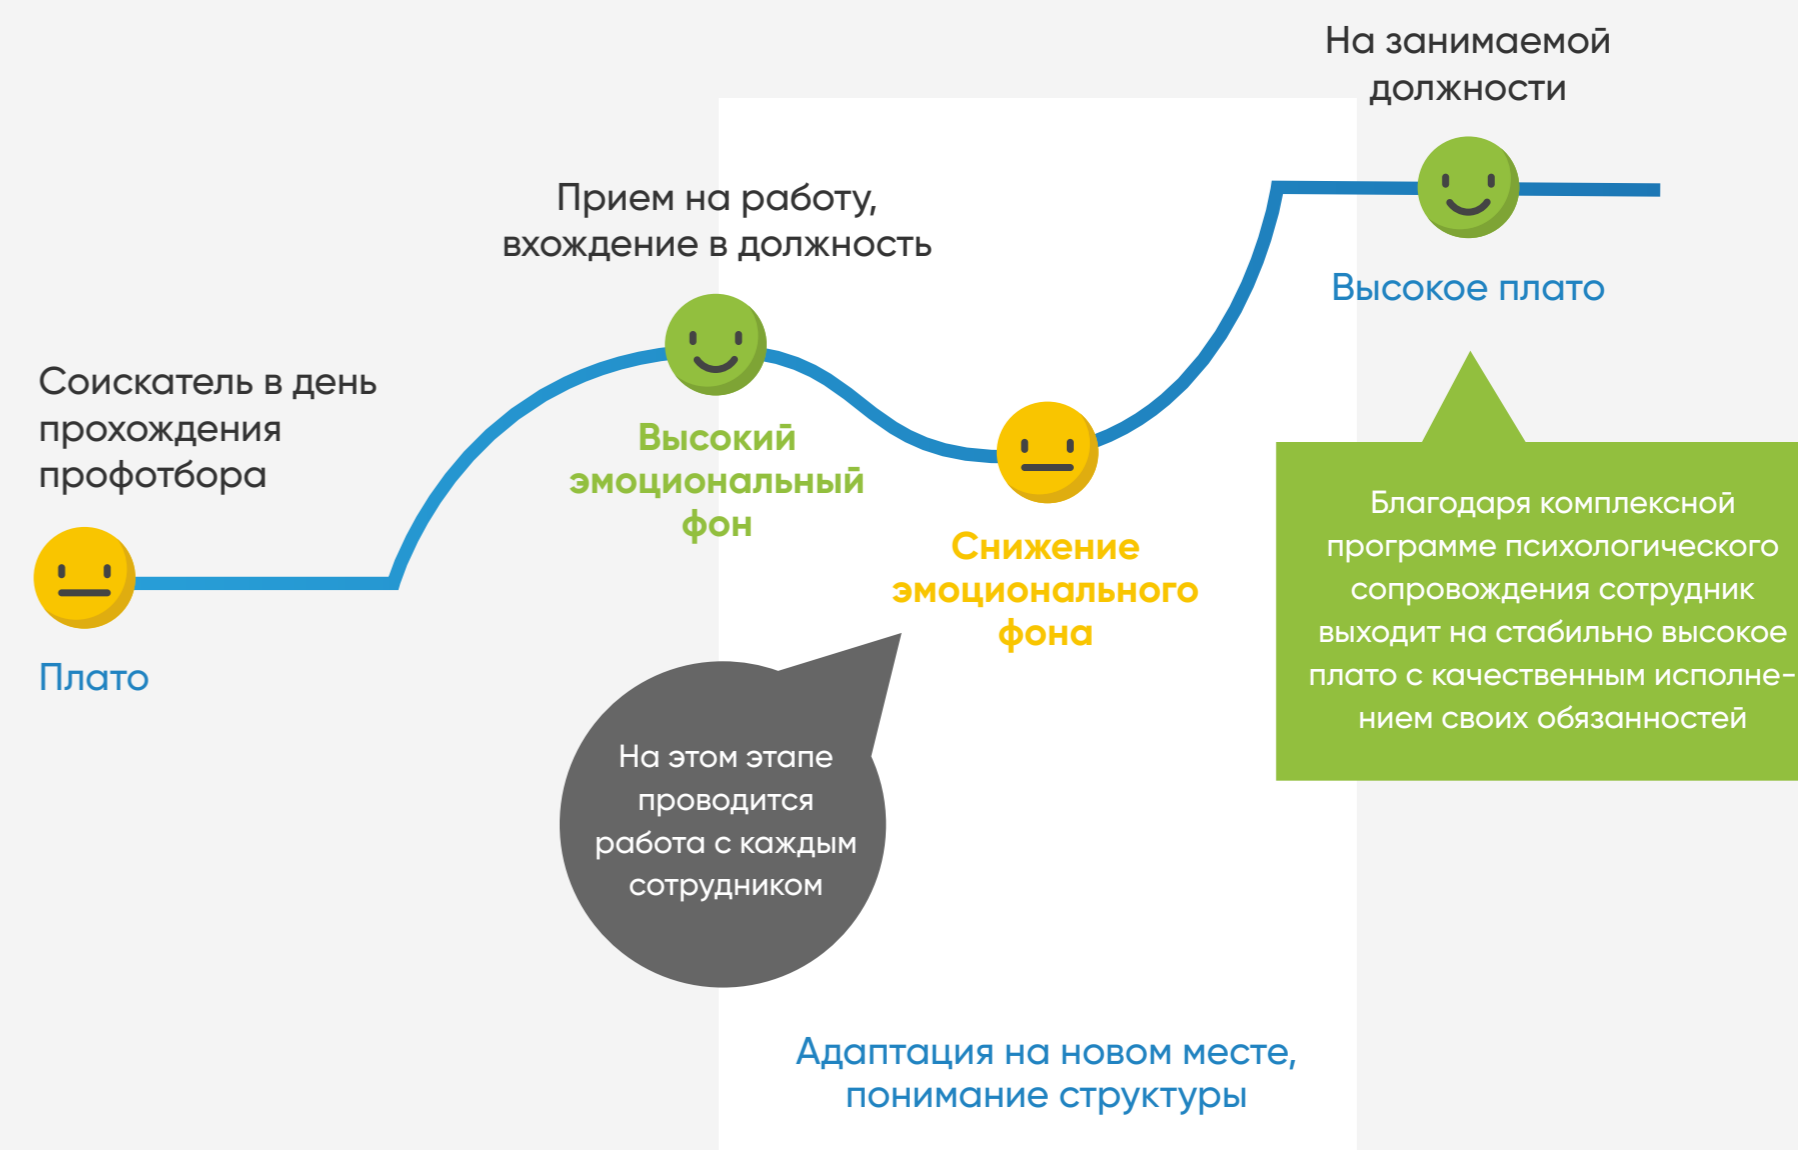 На занимаемой
должности
Прием на работу,
вхождение в должность
Высокое плато
Соискатель в день
прохождения
профотбора
Высокий
эмоциональный
фон
Снижение
эмоционального
фона
Благодаря комплексной
программе психологического
сопровождения сотрудник
выходит на стабильно высокое
плато с качественным исполне-
нием своих обязанностей
Плато
На этом этапе
проводится
работа с каждым
сотрудником
Адаптация на новом месте,
понимание структуры